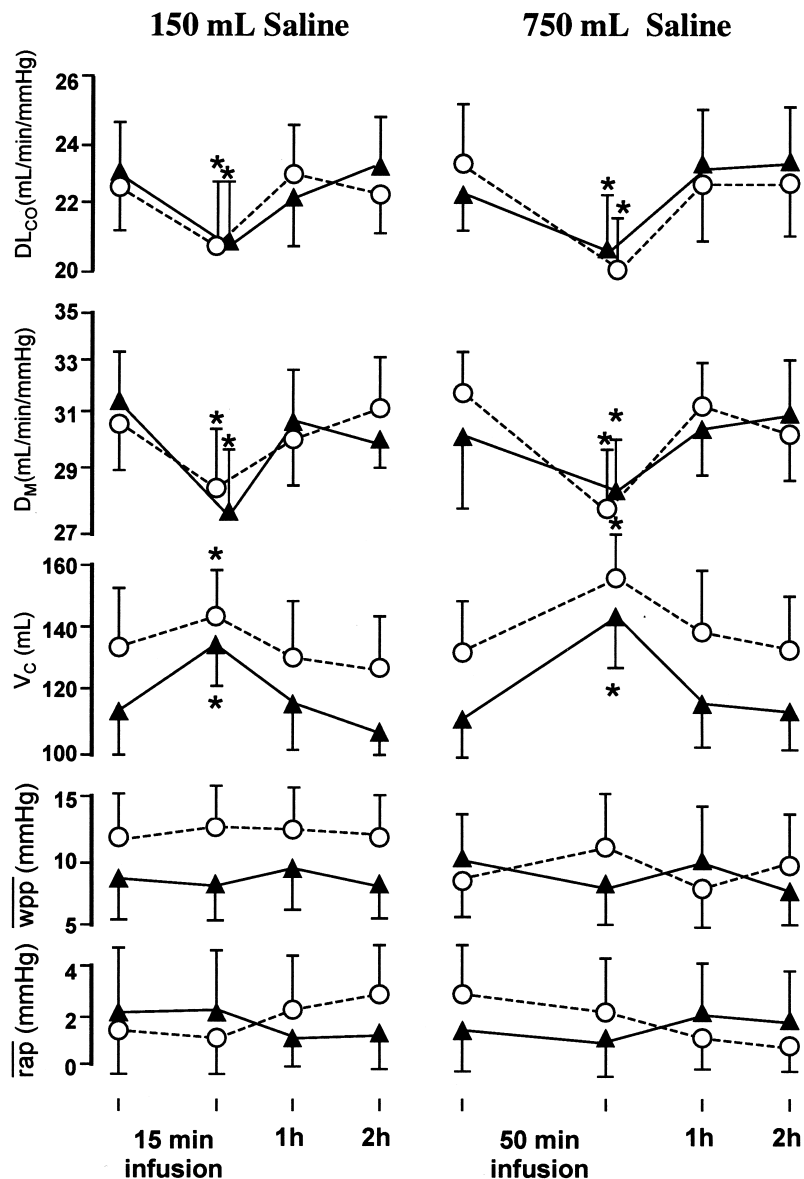 150 mL Saline
750 mL Saline
DLCO(mL/min/mmHg)
26
24
22
20
* *
* *
DM(mL/min/mmHg)
35
33
31
29
27
* *
* *
VC (mL)
160
140
120
100
*
*
*
*
wpp (mmHg)
15
10
5
rap (mmHg)
4
2
0
15 min
infusion
1h
2h
50 min
infusion
1h
2h